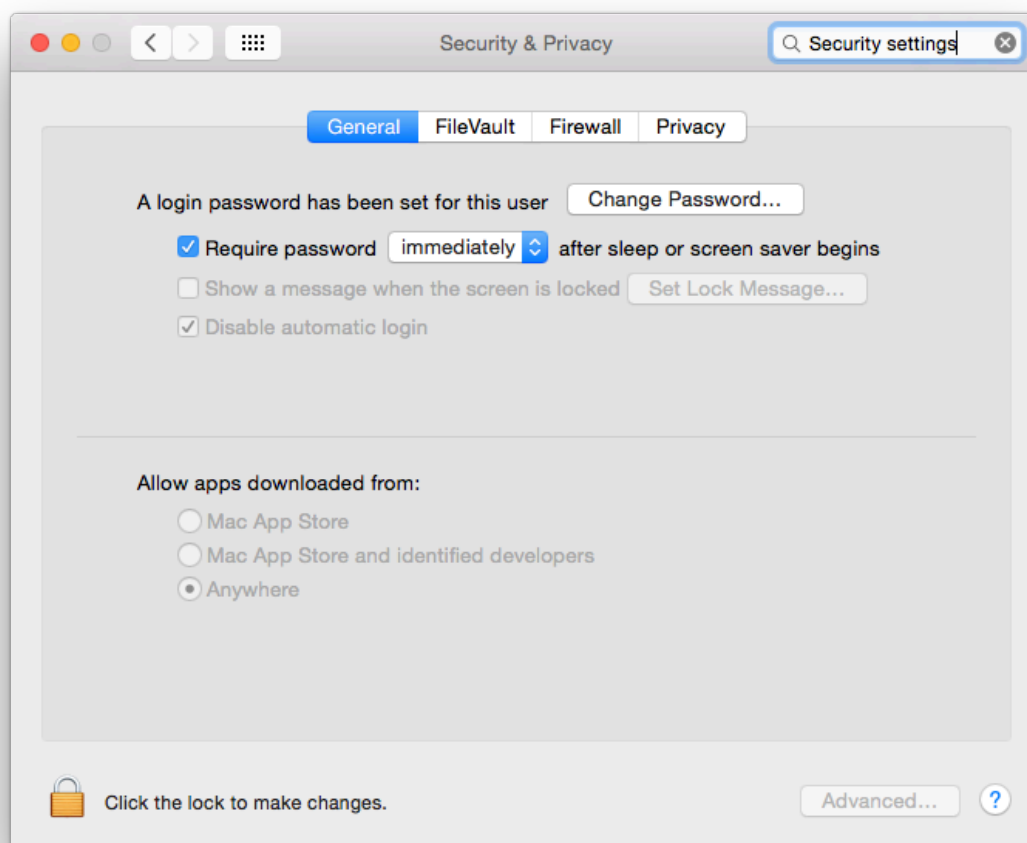 Security & Privacy
Security settings
General FileVault Firewall Privacy
A login password has been set for this user Change Password...
Require password immediately after sleep or screen saver begins
Show a message when the screen is locked Set Lock Message...
Disable automatic login
Allow apps downloaded from:
Mac App Store
Mac App Store and identified developers
Anywhere
Click the lock to make changes. Advanced... ?